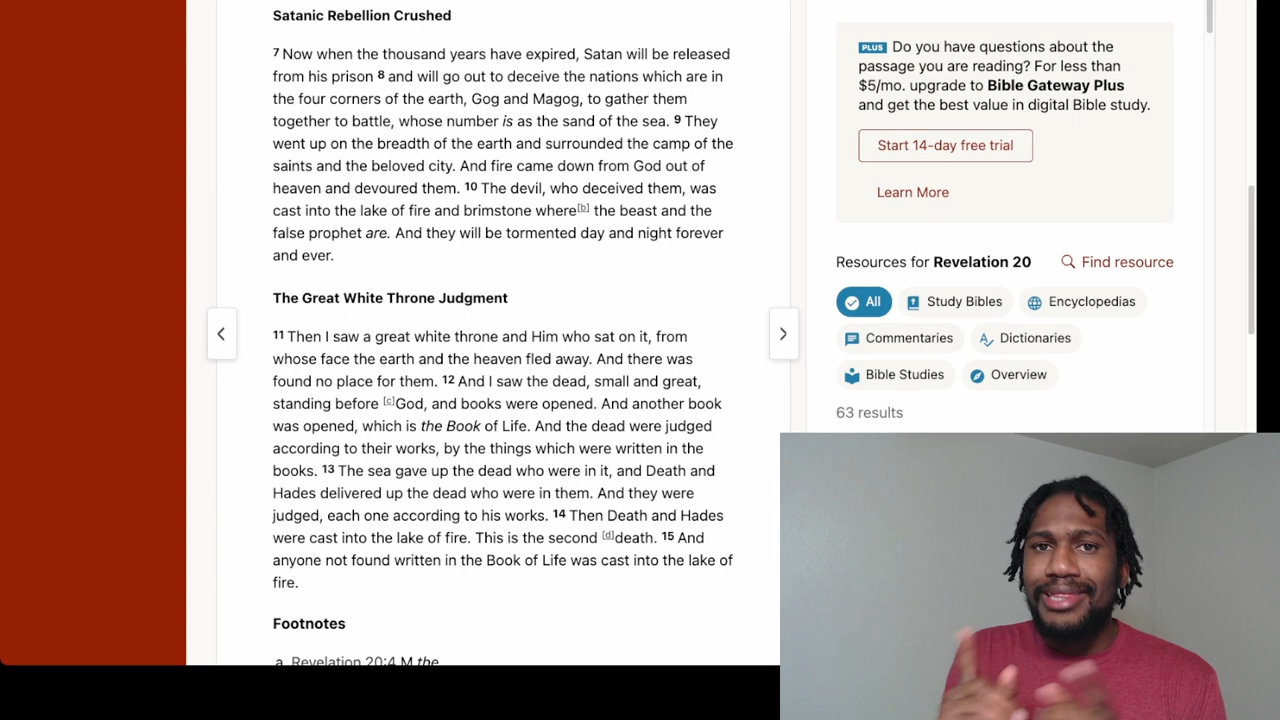 Satanic Rebellion Crushed
7 Now when the thousand years have expired, Satan will be released
from his prison 8 and will go out to deceive the nations which are in
the four corners of the earth, Gog and Magog, to gather them
together to battle, whose number is as the sand of the sea. 9 They
went up on the breadth of the earth and surrounded the camp of the
saints and the beloved city. And fire came down from God out of
heaven and devoured them. 10 The devil, who deceived them, was
cast into the lake of fire and brimstone where[b] the beast and the
false prophet are. And they will be tormented day and night forever
and ever.
The Great White Throne Judgment
11 Then I saw a great white throne and Him who sat on it, from
whose face the earth and the heaven fled away. And there was
found no place for them. 12 And I saw the dead, small and great,
standing before [c]God, and books were opened. And another book
was opened, which is the Book of Life. And the dead were judged
according to their works, by the things which were written in the
books. 13 The sea gave up the dead who were in it, and Death and
Hades delivered up the dead who were in them. And they were
judged, each one according to his works. 14 Then Death and Hades
were cast into the lake of fire. This is the second [d]death. 15 And
anyone not found written in the Book of Life was cast into the lake of
fire.
Footnotes
a. Revelation 20:4 M the
PLUS Do you have questions about the
passage you are reading? For less than
$5/mo. upgrade to Bible Gateway Plus
and get the best value in digital Bible study.
Start 14-day free trial
Learn More
Resources for Revelation 20 Find resource
All Study Bibles Encyclopedias
Commentaries Dictionaries
Bible Studies Overview
63 results